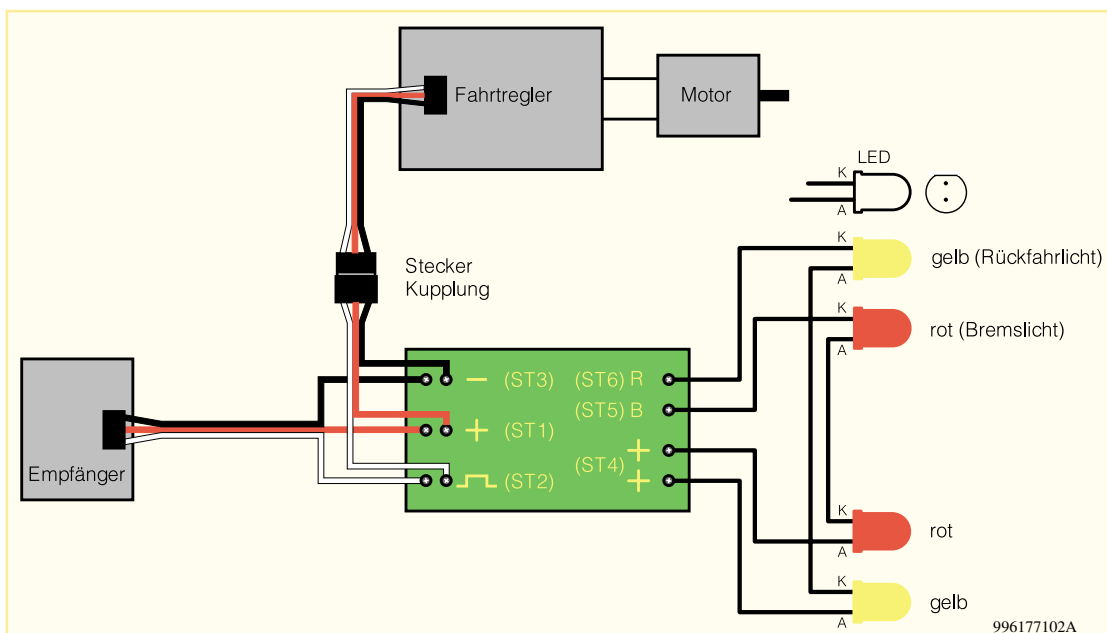 Fahrtregler
Motor
LED
K
A
K
gelb (Rückfahrlicht)
A
Stecker
Kupplung
K
rot (Bremslicht)
A
− (ST3)
(ST6) R
(ST5) B
+ (ST1)
+
(ST4)
+
(ST2)
Empfänger
K
rot
A
K
gelb
A
996177102A